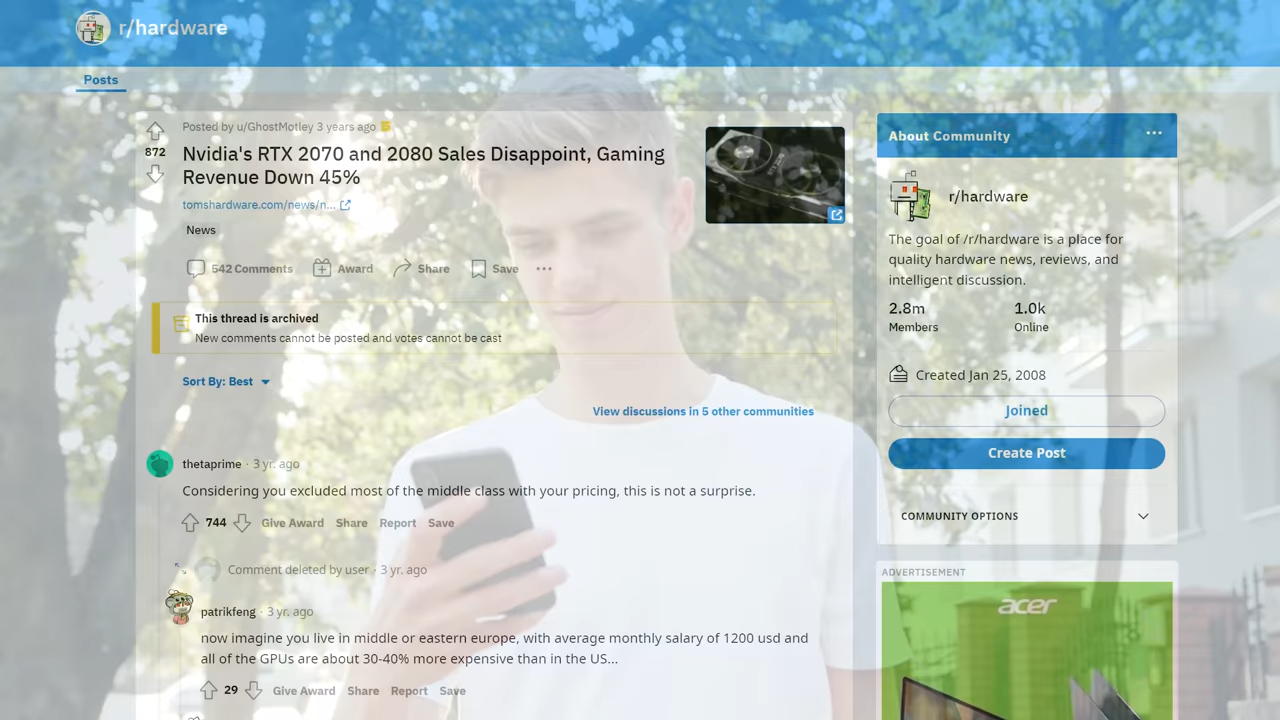 r/hardware
Posts
Posted by u/GhostMotley 3 years ago
872
Nvidia's RTX 2070 and 2080 Sales Disappoint, Gaming
Revenue Down 45%
tomshardware.com/news/n...
News
542 Comments Award Share Save
This thread is archived
New comments cannot be posted and votes cannot be cast
Sort By: Best
View discussions in 5 other communities
thetaprime · 3 yr. ago
Considering you excluded most of the middle class with your pricing, this is not a surprise.
744 Give Award Share Report Save
Comment deleted by user · 3 yr. ago
patrikfeng · 3 yr. ago
now imagine you live in middle or eastern europe, with average monthly salary of 1200 usd and
all of the GPUs are about 30-40% more expensive than in the US...
29 Give Award Share Report Save
About Community
r/hardware
The goal of /r/hardware is a place for
quality hardware news, reviews, and
intelligent discussion.
2.8m 1.0k
Members Online
Created Jan 25, 2008
Joined
Create Post
COMMUNITY OPTIONS
ADVERTISEMENT
acer